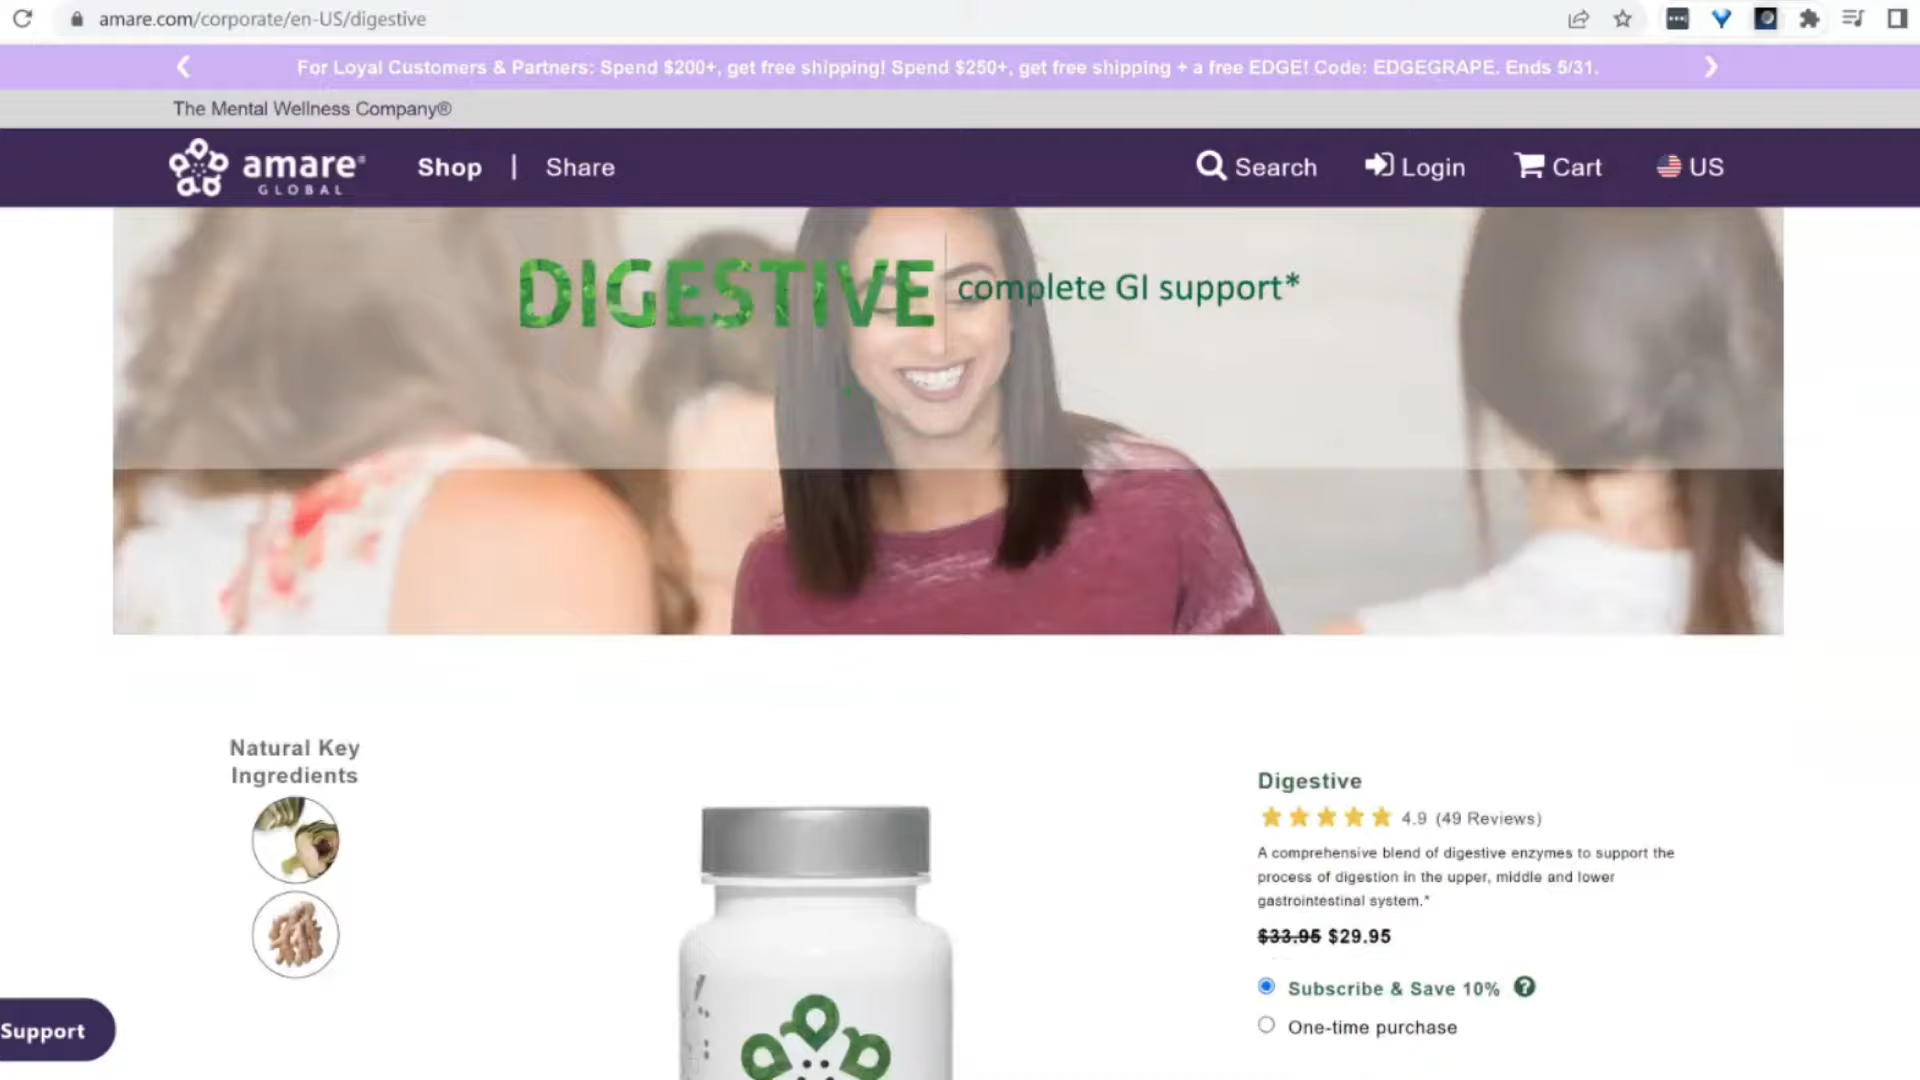 amare.com/corporate/en-US/digestive
For Loyal Customers & Partners: Spend $200+, get free shipping! Spend $250+, get free shipping + a free EDGE! Code: EDGEGRAPE. Ends 5/31.
The Mental Wellness Company®
amare®
GLOBAL
Shop | Share
Search
Login
Cart
US
DIGESTIVE
complete GI support*
Natural Key
Ingredients
Digestive
4.9 (49 Reviews)
A comprehensive blend of digestive enzymes to support the
process of digestion in the upper, middle and lower
gastrointestinal system.*
$33.95 $29.95
Subscribe & Save 10% ?
One-time purchase
Support